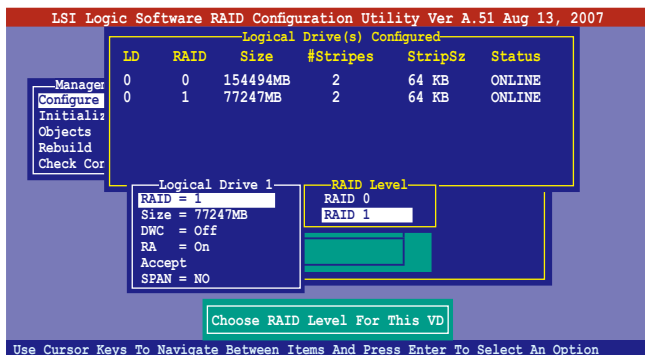 LSI Logic Software RAID Configuration Utility Ver A.51 Aug 13, 2007
Logical Drive(s) Configured
LD RAID Size #Stripes StripSz Status
0 0 154494MB 2 64 KB ONLINE
0 1 77247MB 2 64 KB ONLINE
Managem
Configure
Initializ
Objects
Rebuild
Check Con
Logical Drive 1
RAID = 1
Size = 77247MB
DWC = Off
RA = On
Accept
SPAN = NO
RAID Level
RAID 0
RAID 1
Choose RAID Level For This VD
Use Cursor Keys To Navigate Between Items And Press Enter To Select An Option